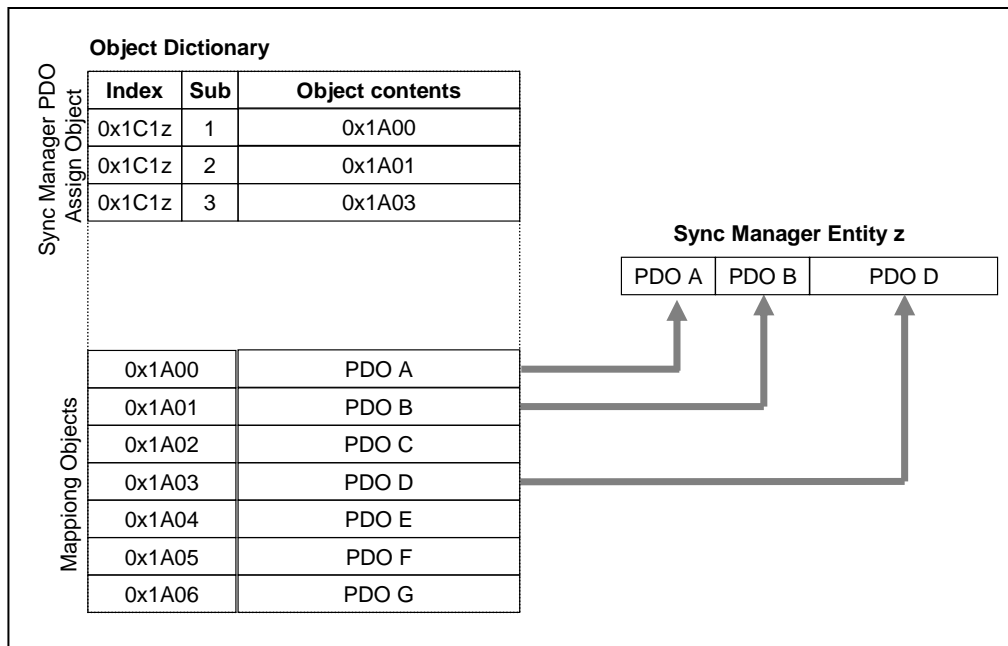 Object Dictionary
Sync Manager PDO
Assign Object
Index Sub Object contents
0x1C1z 1 0x1A00
0x1C1z 2 0x1A01
0x1C1z 3 0x1A03
Sync Manager Entity z
PDO A PDO B PDO D
Mappiong Objects
0x1A00 PDO A
0x1A01 PDO B
0x1A02 PDO C
0x1A03 PDO D
0x1A04 PDO E
0x1A05 PDO F
0x1A06 PDO G